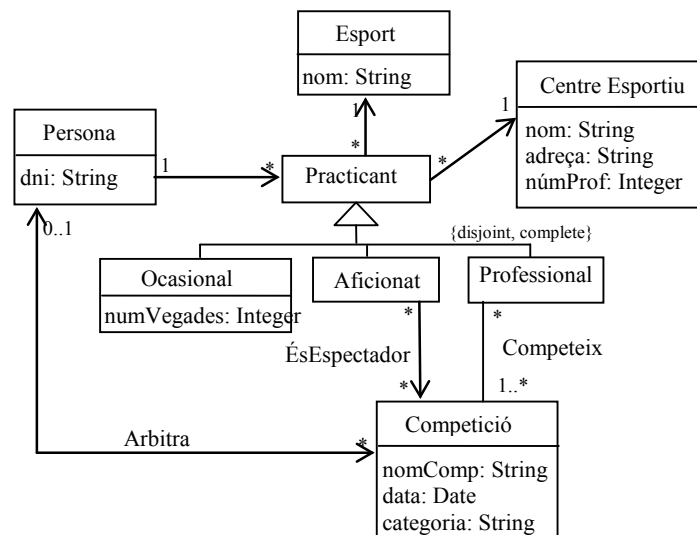 Esport
nom: String
Centre Esportiu
nom: String
adreça: String
númProf: Integer
Persona
dni: String
1
*
Practicant
1
*
*
1
0..1
{disjoint, complete}
Ocasional
numVegades: Integer
Aficionat
Professional
*
*
ÉsEspectador
Competeix
*
1..*
Arbitra
*
Competició
nomComp: String
data: Date
categoria: String